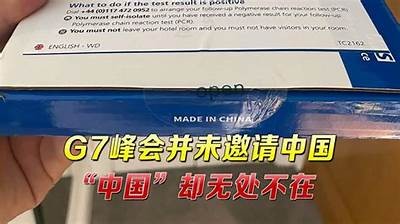 What to do if the test result is positive
Dial +44 (0)117 472 0952 to arrange your follow-up Polymerase chain reaction test (PCR)
You must self-isolate until you have received a negative result from your follow-up
Polymerase chain reaction test (PCR)
You must not leave your hotel room and you must not have visitors in your room
ENGLISH - WD
TC2162
open
MADE IN CHINA
G7峰会并未邀请中国
“中国”却无处不在